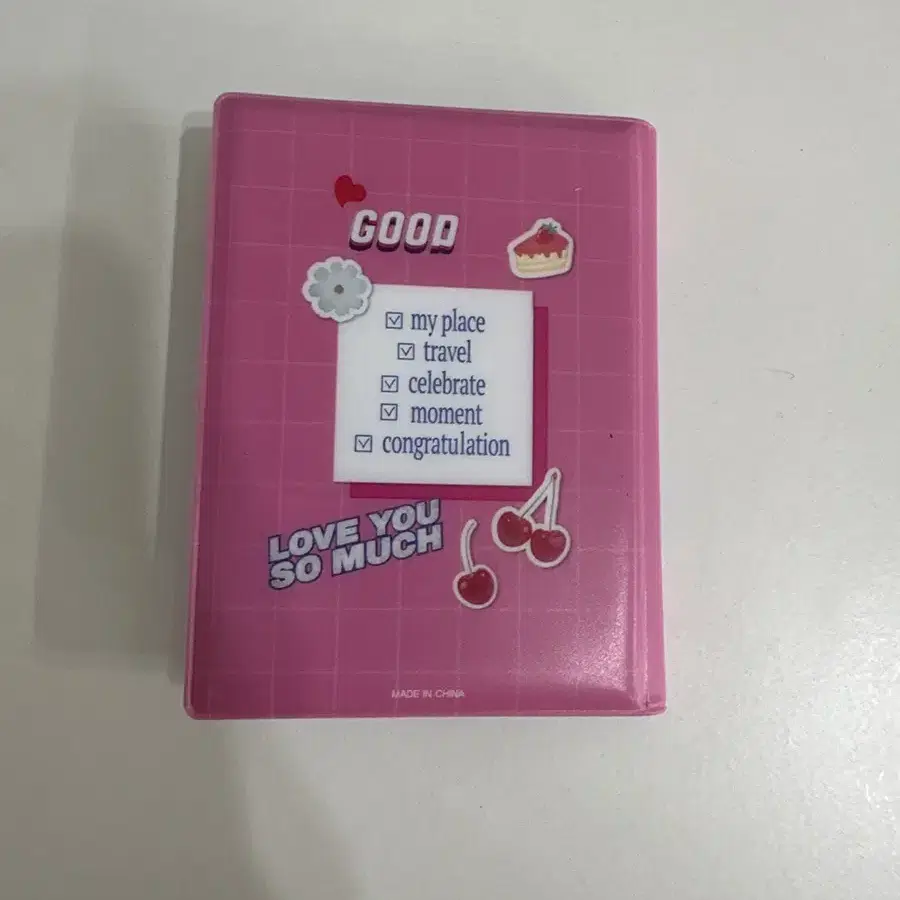 GOOD
☑ my place
☑ travel
☑ celebrate
☑ moment
☑ congratulation
LOVE YOU
SO MUCH
MADE IN CHINA